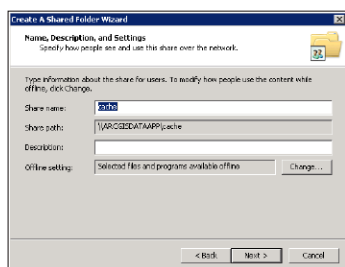 Create A Shared Folder Wizard
Name, Description, and Settings
Specify how people see and use this share over the network.
Type information about the share for users. To modify how people use the content while
offline, click Change.
Share name:
cache
Share path:
\\ARCGISDATAAPP\cache
Description:
Offline setting:
Selected files and programs available offline
Change...
< Back
Next >
Cancel